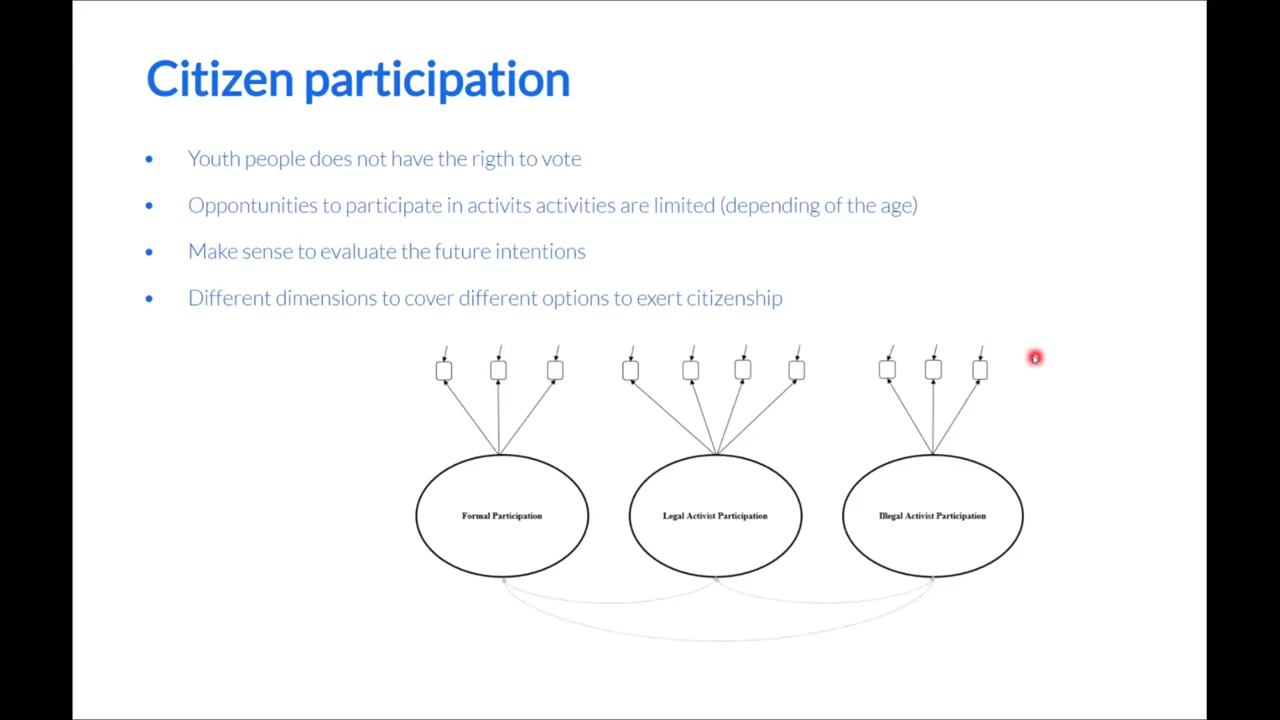 Citizen participation
• Youth people does not have the rigth to vote
• Oppontunities to participate in activits activities are limited (depending of the age)
• Make sense to evaluate the future intentions
• Different dimensions to cover different options to exert citizenship
Formal Participation
Legal Activist Participation
Illegal Activist Participation